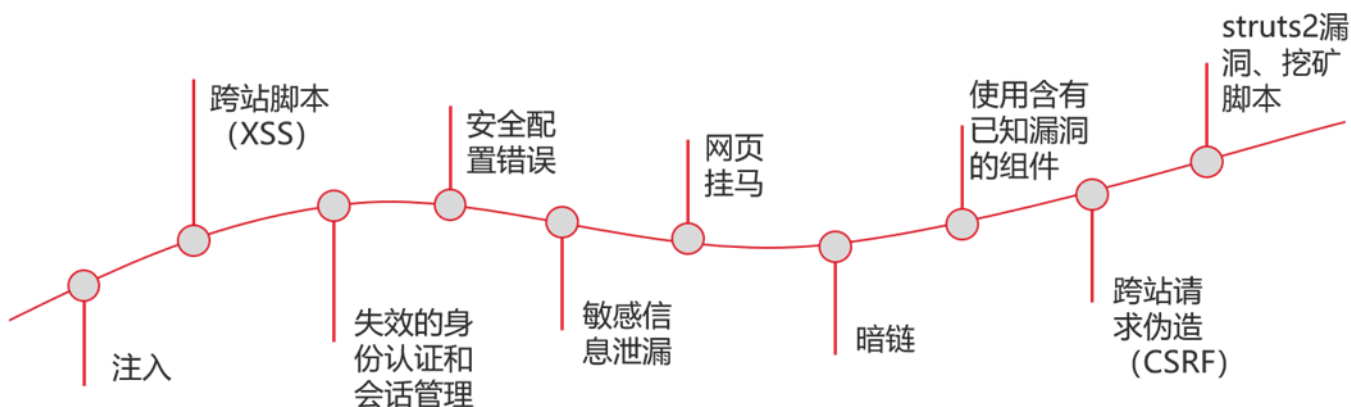 注入
跨站脚本
（XSS）
失效的身
份认证和
会话管理
安全配
置错误
敏感信
息泄漏
网页
挂马
暗链
使用含有
已知漏洞
的组件
跨站请
求伪造
（CSRF）
struts2漏
洞、挖矿
脚本